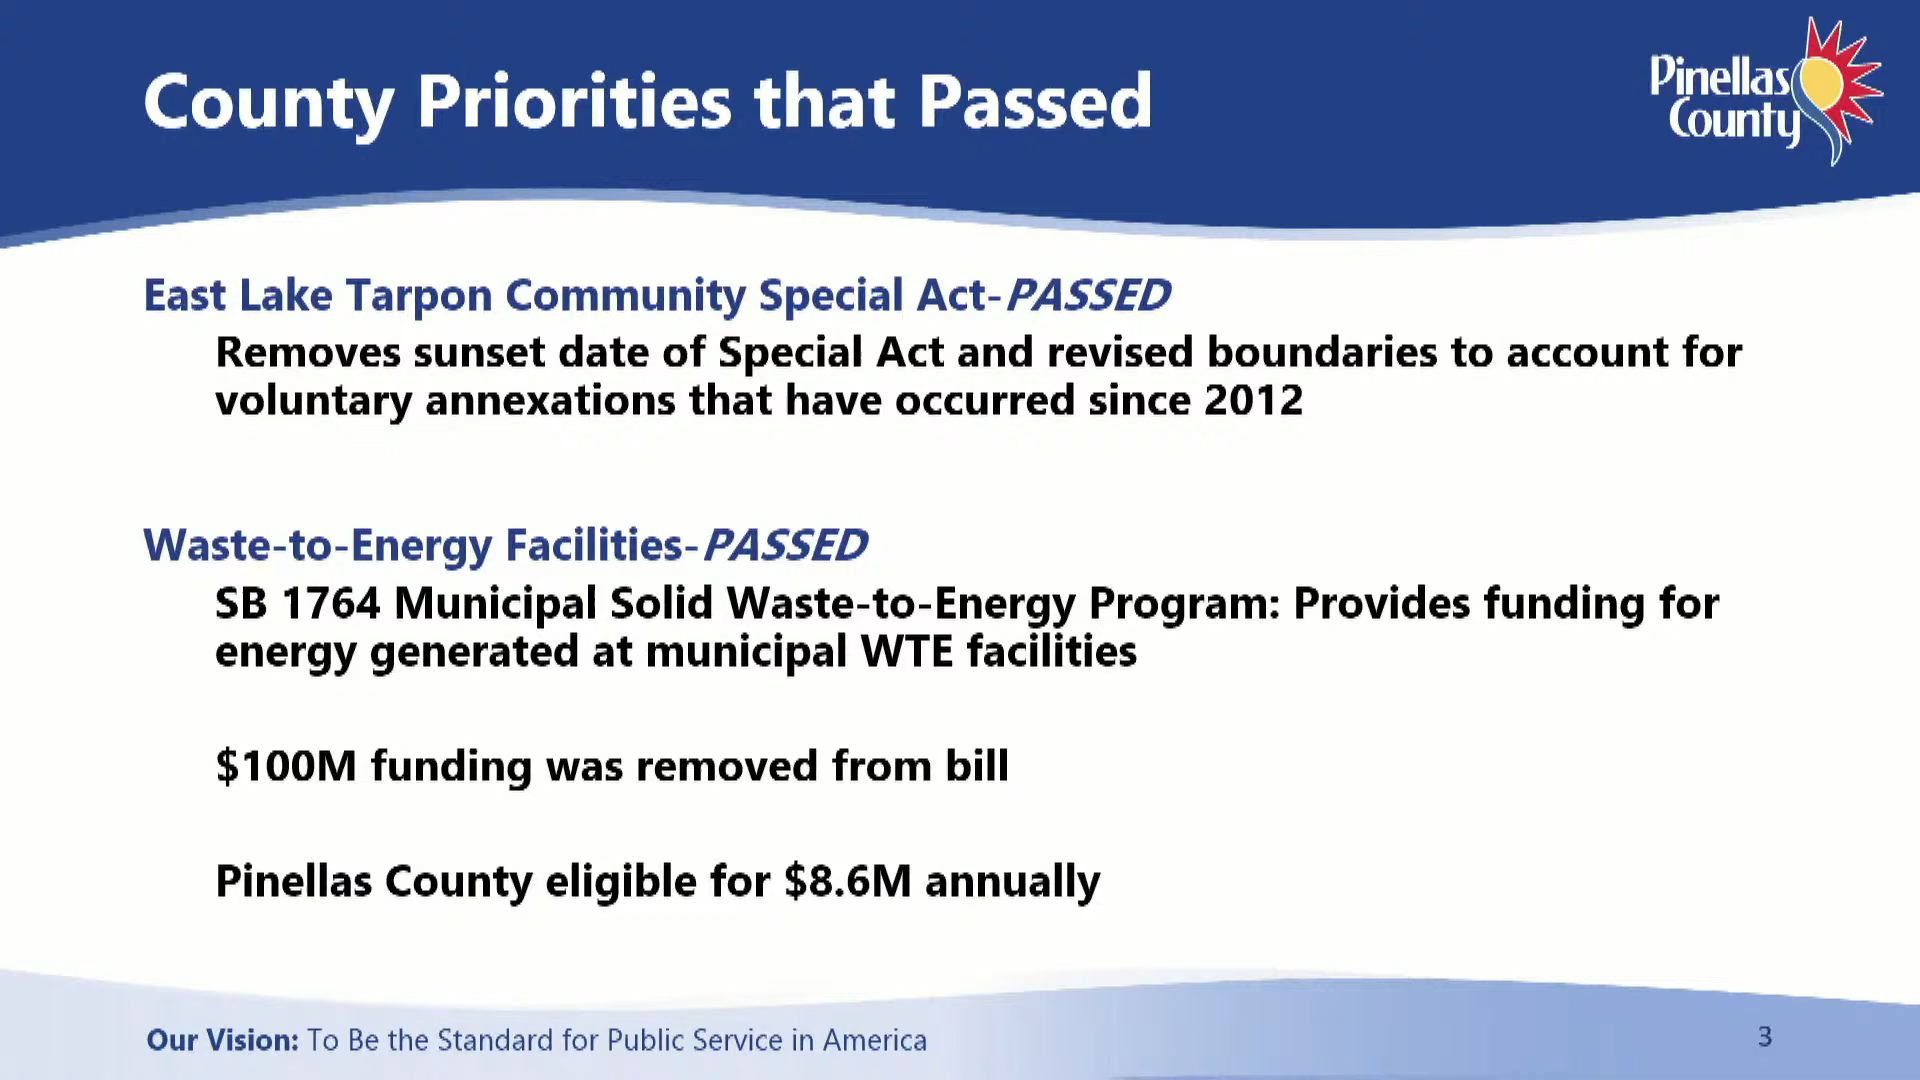 County Priorities that Passed
Pinellas
County
East Lake Tarpon Community Special Act-PASSED
Removes sunset date of Special Act and revised boundaries to account for
voluntary annexations that have occurred since 2012
Waste-to-Energy Facilities-PASSED
SB 1764 Municipal Solid Waste-to-Energy Program: Provides funding for
energy generated at municipal WTE facilities
$100M funding was removed from bill
Pinellas County eligible for $8.6M annually
Our Vision: To Be the Standard for Public Service in America
3